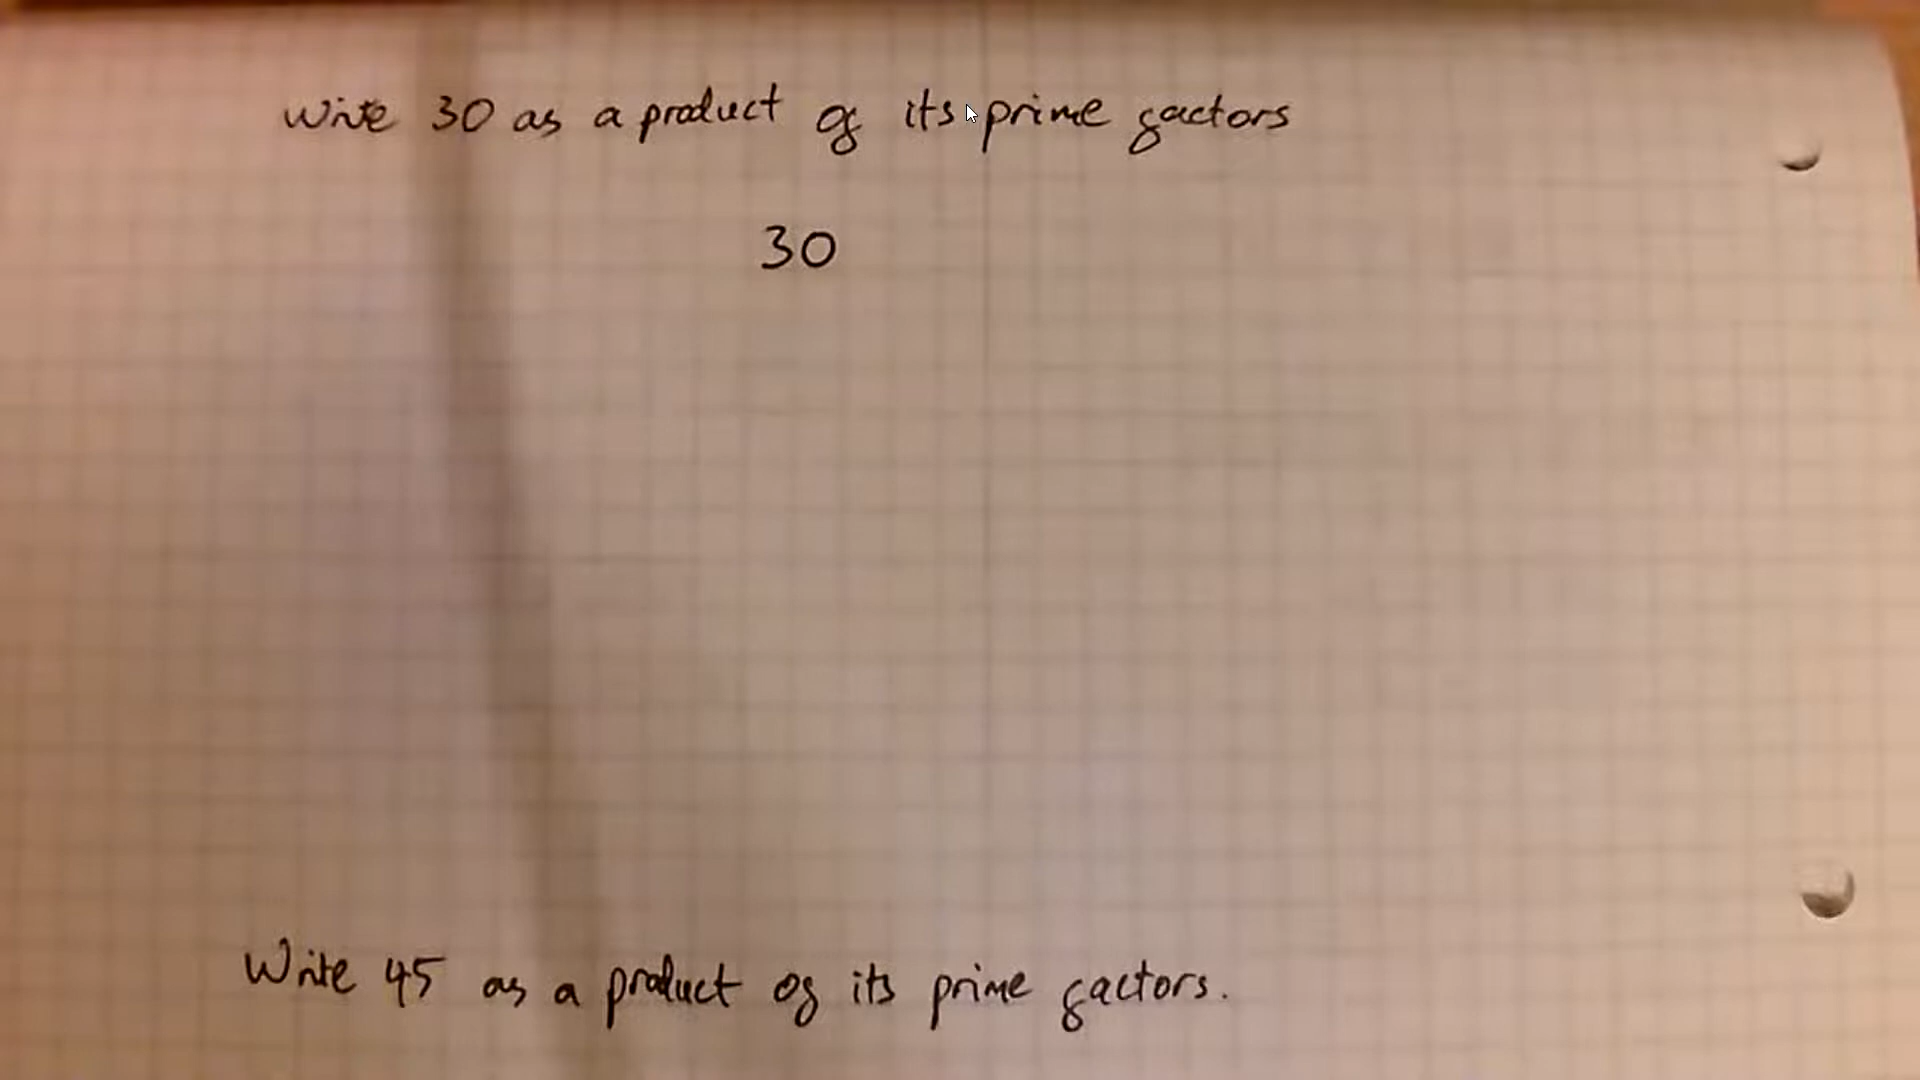 Write 30 as a product of its prime factors
30
Write 45 as a product of its prime factors.